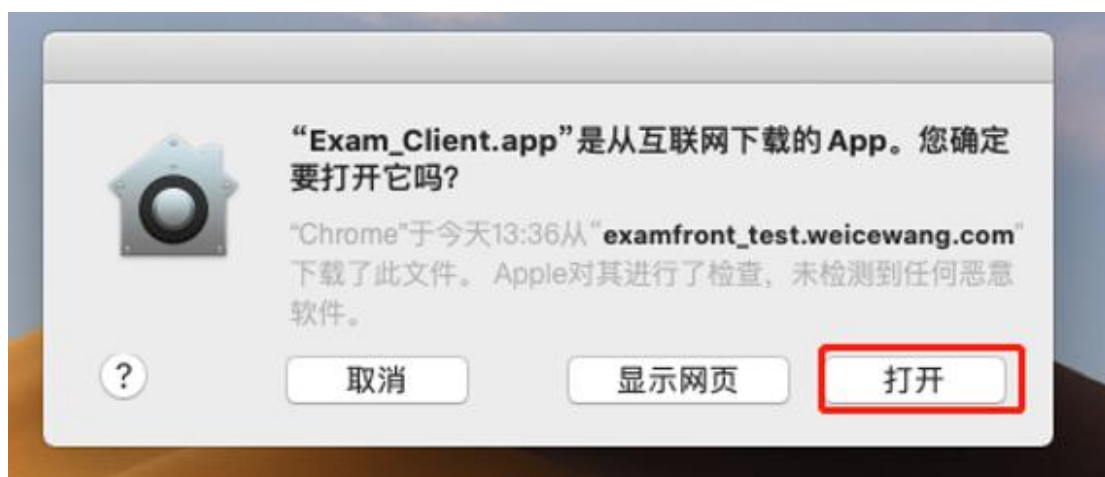 “Exam_Client.app”是从互联网下载的 App。您确定
要打开它吗?
“Chrome”于今天13:36从“examfront_test.weicewang.com”
下载了此文件。 Apple对其进行了检查，未检测到任何恶意
软件。
? 取消 显示网页 打开